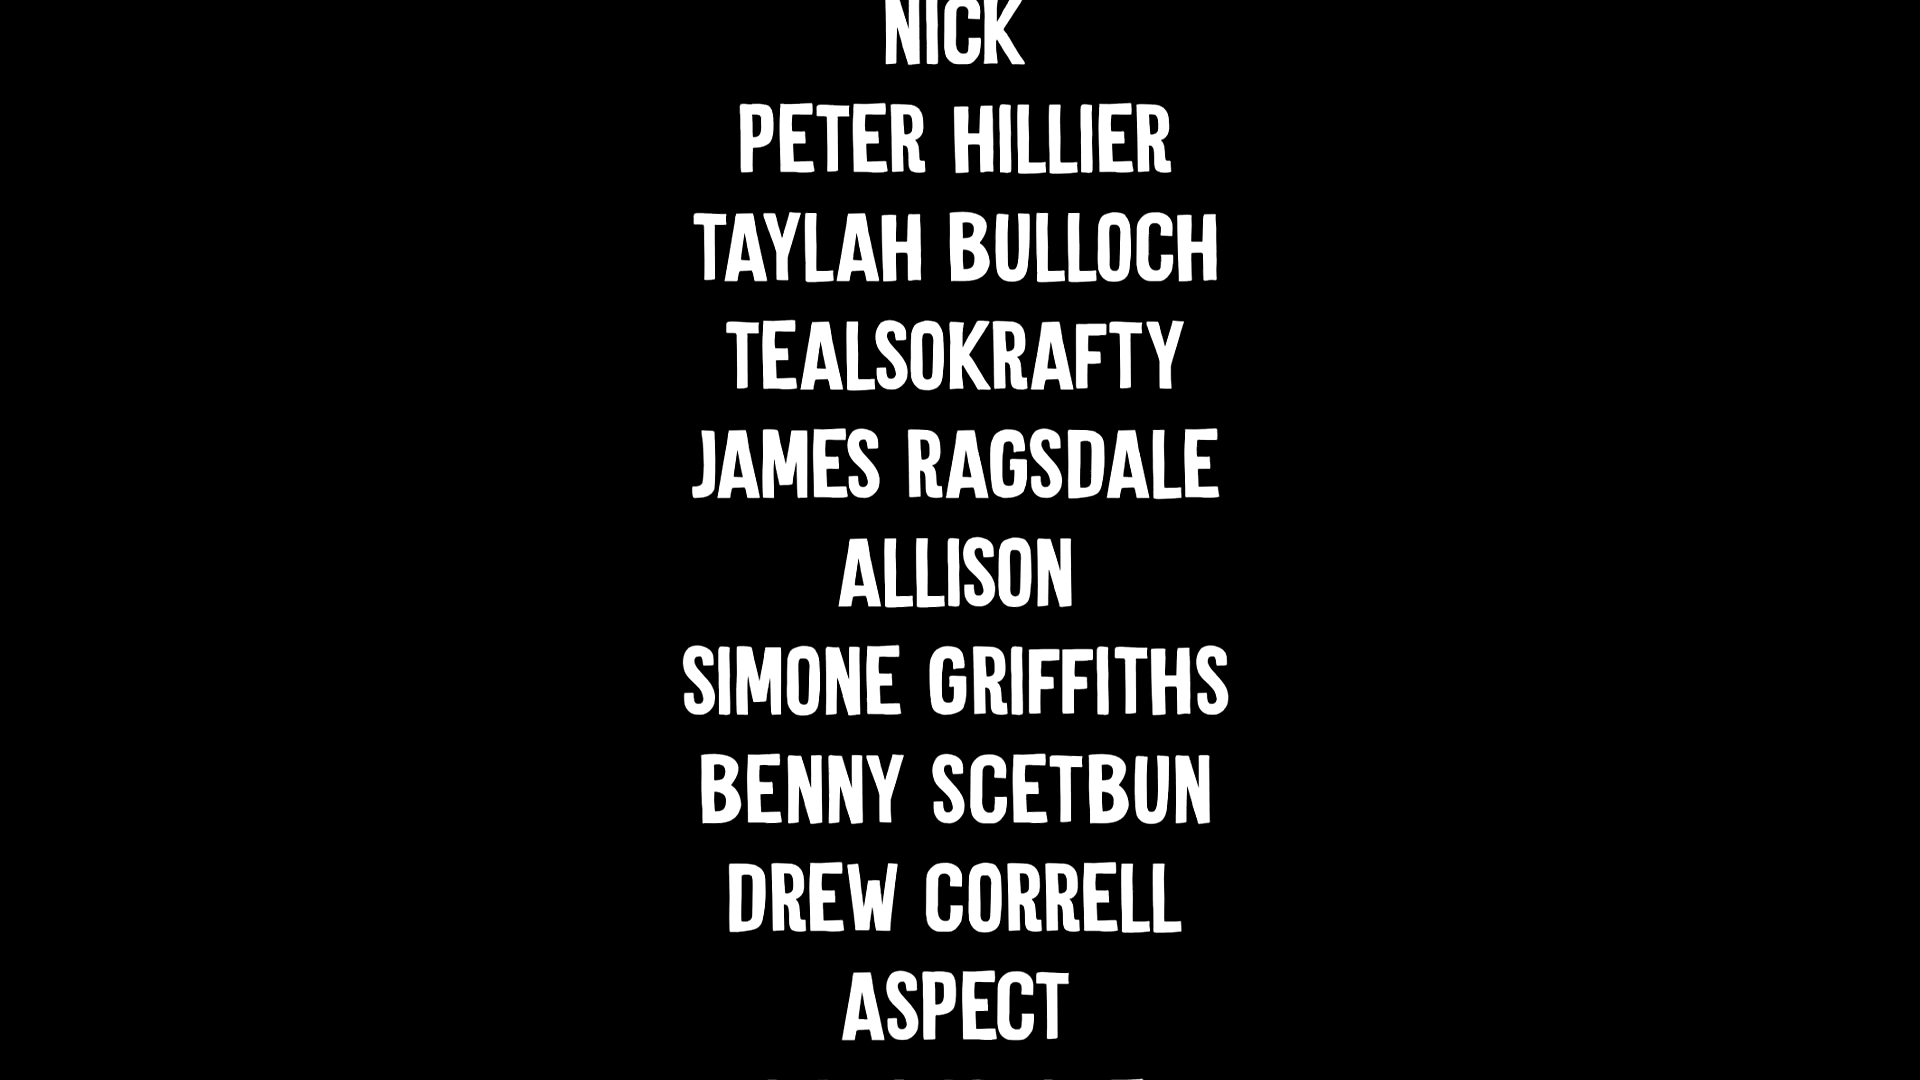 NICK
PETER HILLIER
TAYLAH BULLOCH
TEALSOKRAFTY
JAMES RAGSDALE
ALLISON
SIMONE GRIFFITHS
BENNY SCETBUN
DREW CORRELL
ASPECT